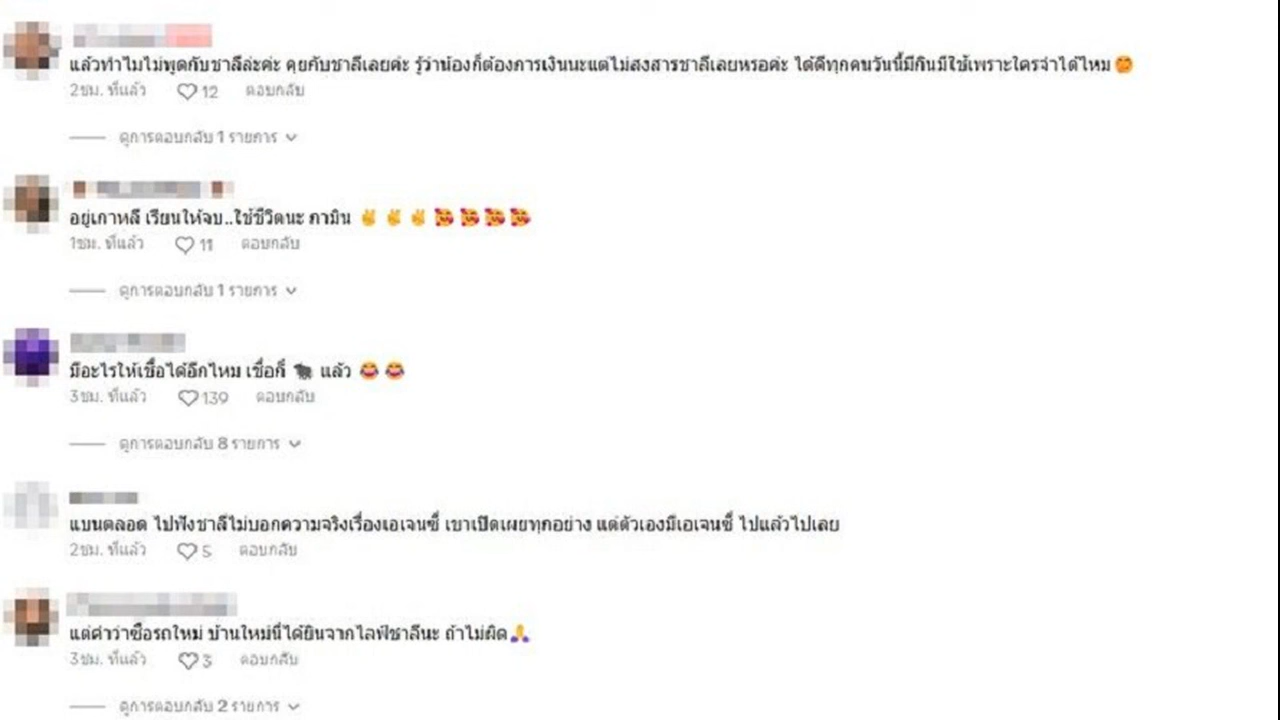 แล้วทำไมไม่พูดกับชาลีล่ะค่ะ คุยกับชาลีเลยค่ะ รู้ว่าน้องก็ต้องการเงินนะแต่ไม่สงสารชาลีเลยหรอค่ะ ได้ดีทุกคนวันนี้มีกินมีใช้เพราะใครจำได้ไหม
2ชม. ที่แล้ว 12 ตอบกลับ
ดูการตอบกลับ 1 รายการ
อยู่เกาหลี เรียนให้จบ..ใช้ชีวิตนะ ภามิน ✌️✌️✌️🥰🥰🥰🥰
1ชม. ที่แล้ว 11 ตอบกลับ
ดูการตอบกลับ 1 รายการ
มีอะไรให้เชื่อได้อีกไหม เชื่อก็ 🐃 แล้ว 😂😂
3ชม. ที่แล้ว 139 ตอบกลับ
ดูการตอบกลับ 8 รายการ
แบนตลอด ไปฟังชาลีไม่บอกความจริงเรื่องเอเจนซี่ เขาเปิดเผยทุกอย่าง แต่ตัวเองมีเอเจนซี่ ไปแล้วไปเลย
2ชม. ที่แล้ว 5 ตอบกลับ
แต่คำว่าซื้อรถใหม่ บ้านใหม่นี่ได้ยินจากไลฟ์ชาลีนะ ถ้าไม่ผิด🙏
3ชม. ที่แล้ว 3 ตอบกลับ
ดูการตอบกลับ 2 รายการ